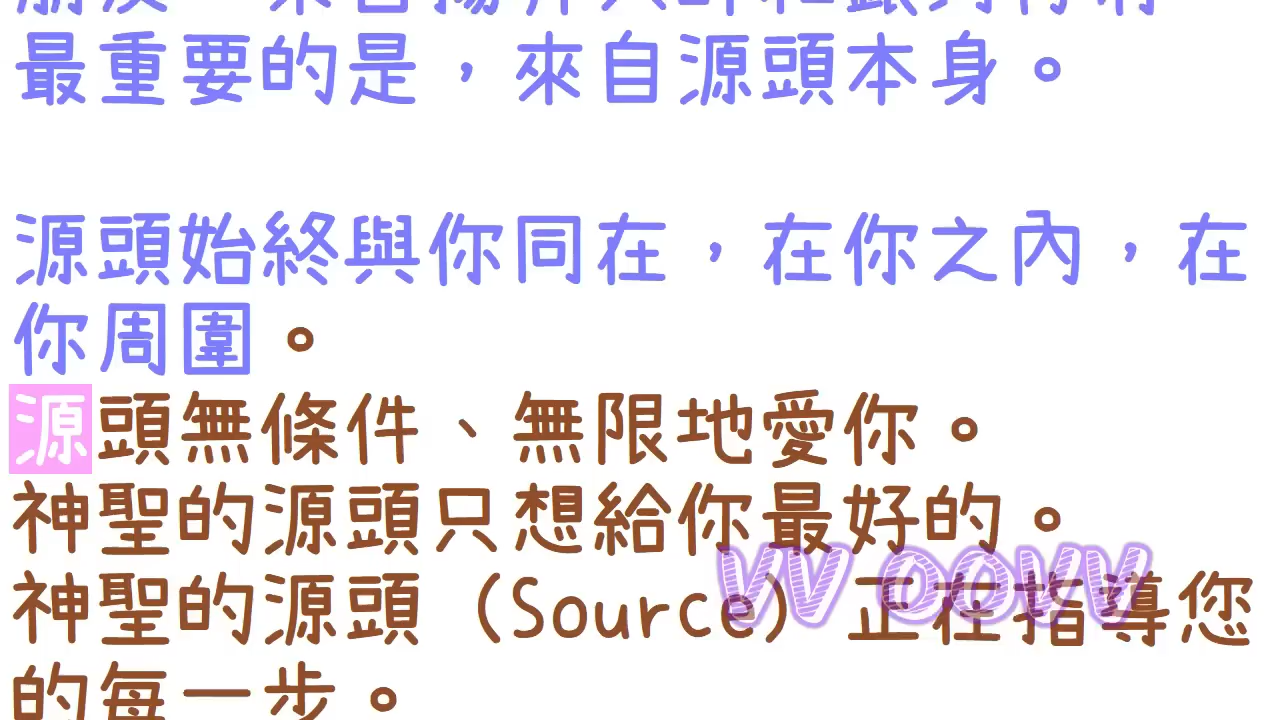 最重要的是，來自源頭本身。
源頭始終與你同在，在你之內，在
你周圍。
源頭無條件、無限地愛你。
神聖的源頭只想給你最好的。
神聖的源頭（Source）正在指導您
的每一步。
VV OOVV